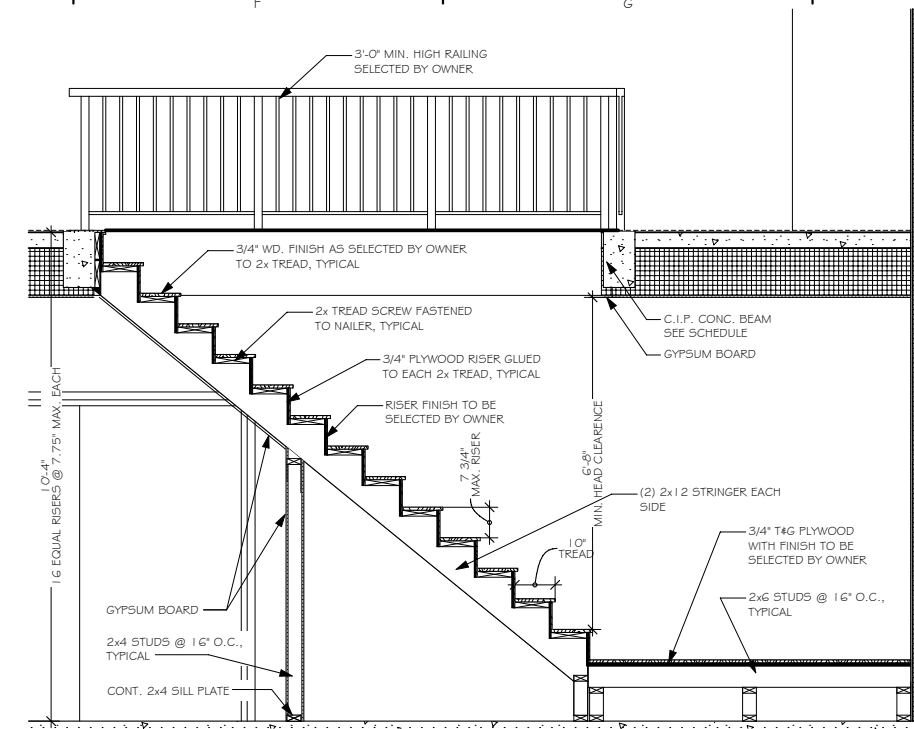 F
G
3'-0" MIN. HIGH RAILING
SELECTED BY OWNER
3/4" WD. FINISH AS SELECTED BY OWNER
TO 2x TREAD, TYPICAL
2x TREAD SCREW FASTENED
TO NAILER, TYPICAL
C.I.P. CONC. BEAM
SEE SCHEDULE
GYPSUM BOARD
3/4" PLYWOOD RISER GLUED
TO EACH 2x TREAD, TYPICAL
RISER FINISH TO BE
SELECTED BY OWNER
10'-4"
16 EQUAL RISERS @ 7.75" MAX. EACH
7 3/4"
MAX. RISER
6'-8"
MIN. HEAD CLEARENCE
(2) 2x12 STRINGER EACH
SIDE
10"
TREAD
3/4" T&G PLYWOOD
WITH FINISH TO BE
SELECTED BY OWNER
2x6 STUDS @ 16" O.C.,
TYPICAL
GYPSUM BOARD
2x4 STUDS @ 16" O.C.,
TYPICAL
CONT. 2x4 SILL PLATE